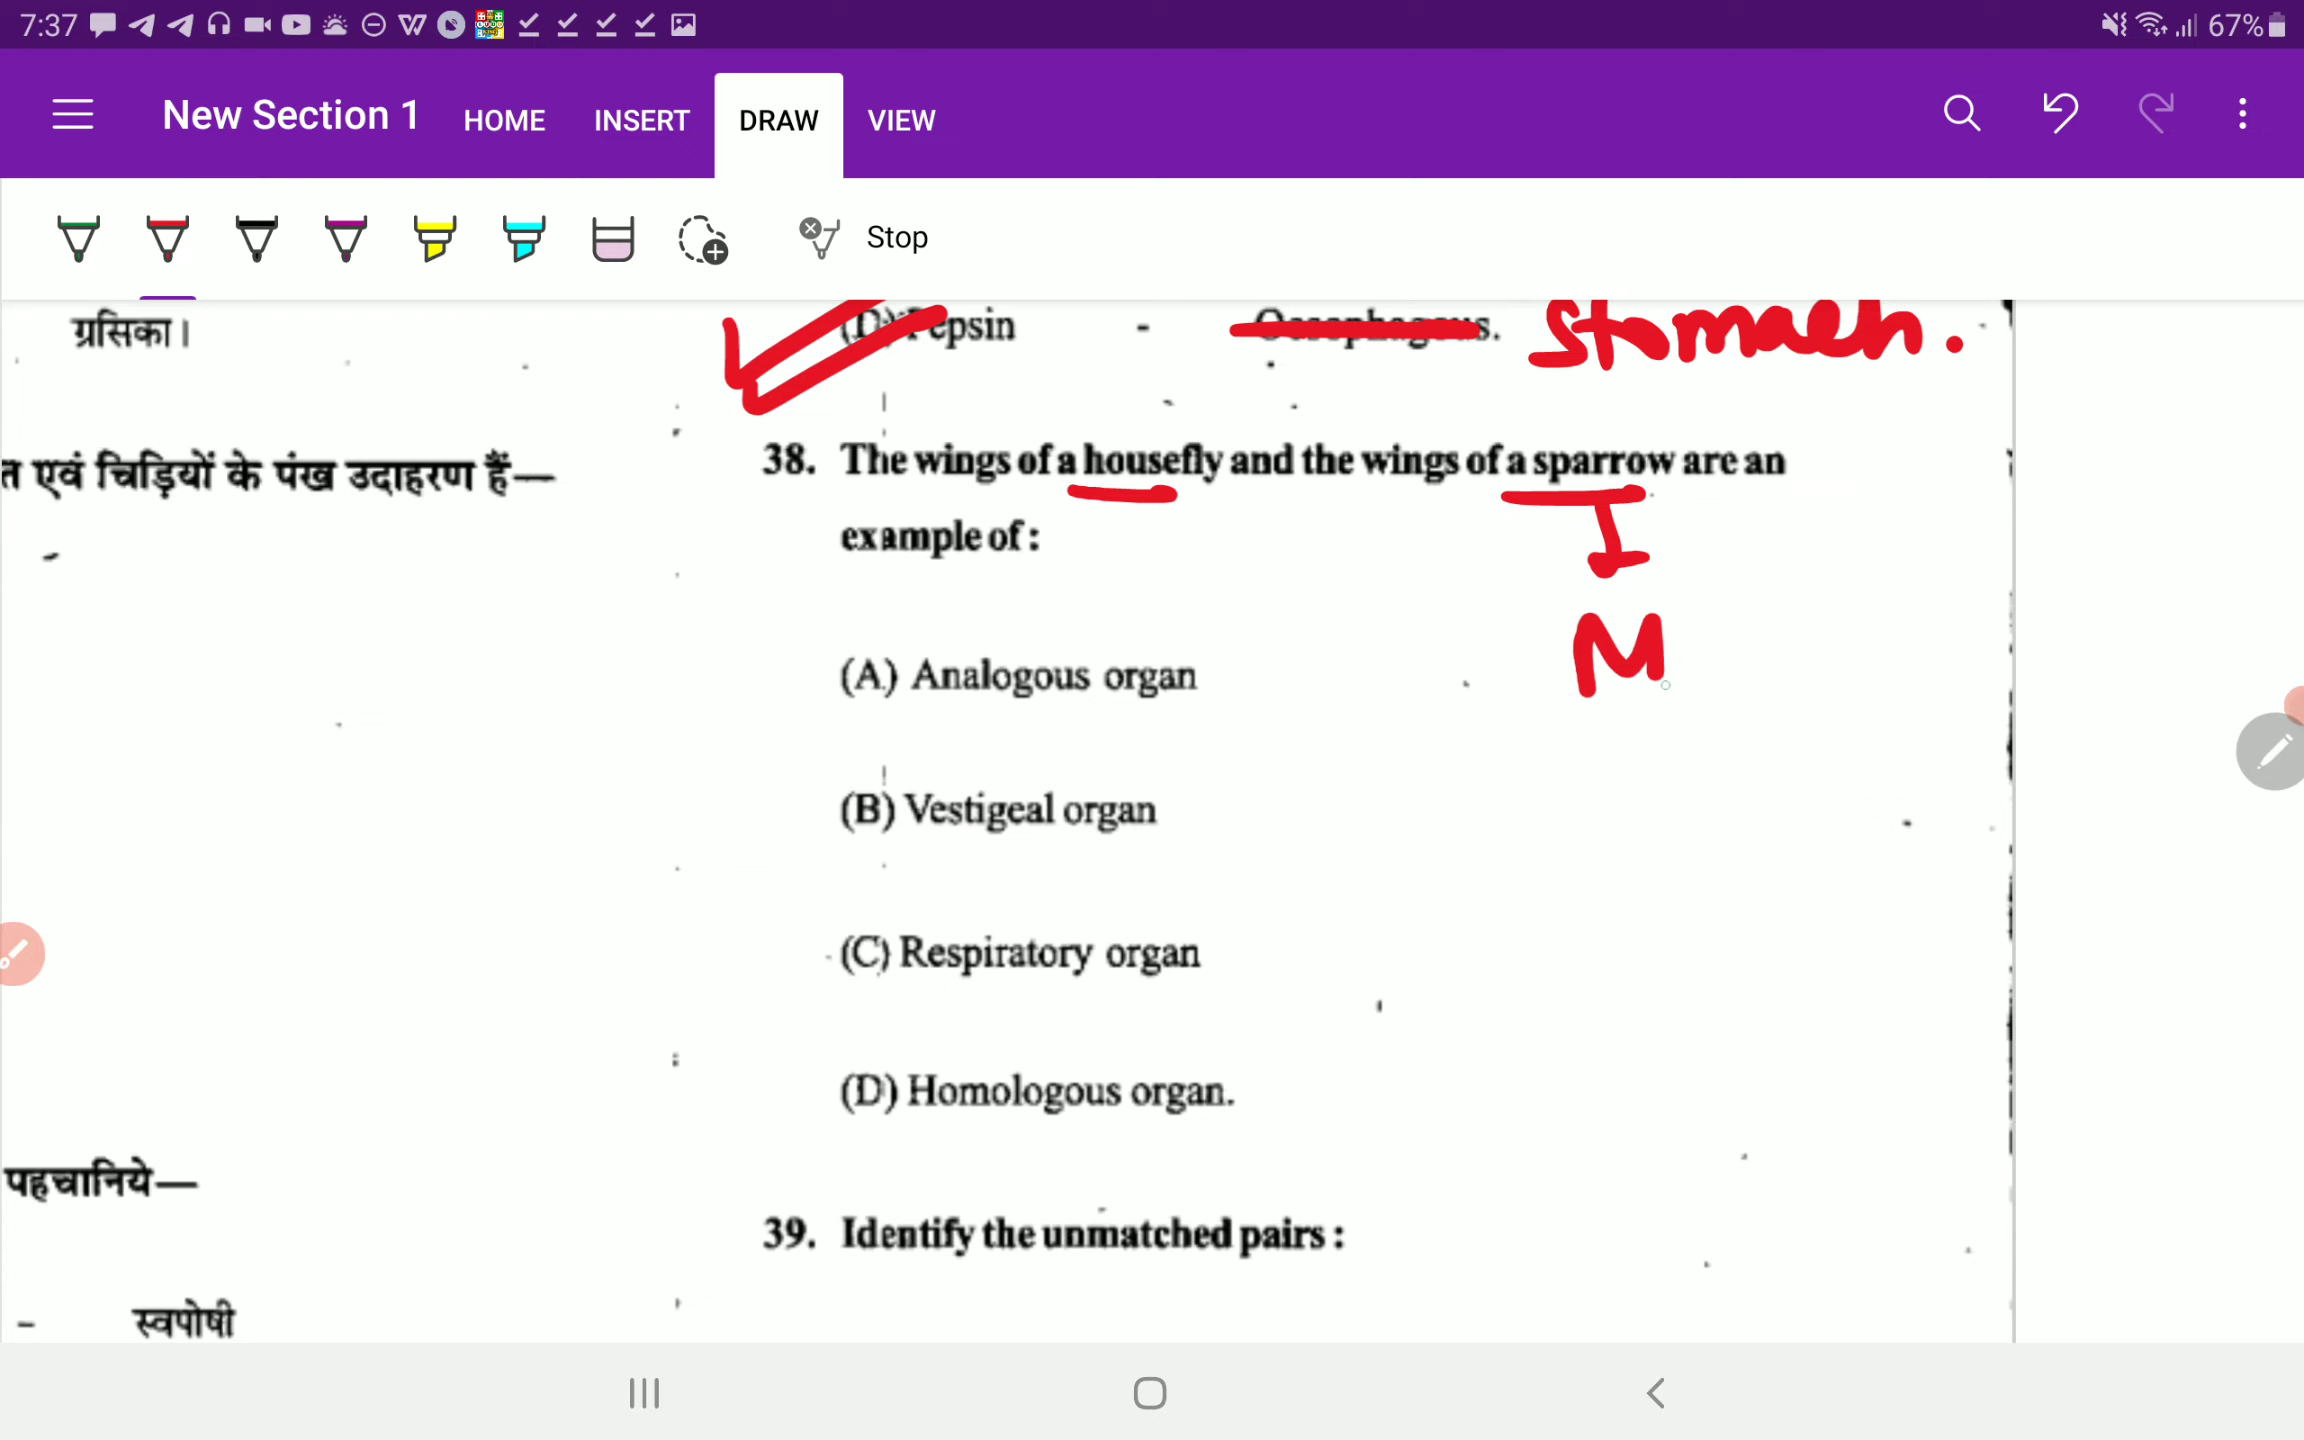 7:37 67%
New Section 1 HOME INSERT DRAW VIEW
Stop
ग्रसिका।
(D) Pepsin - Oesophagous. Stomach.
त एवं चिड़ियों के पंख उदाहरण हैं—
38. The wings of a housefly and the wings of a sparrow are an
example of :
M
(A) Analogous organ
(B) Vestigeal organ
(C) Respiratory organ
(D) Homologous organ.
पहचानिये—
39. Identify the unmatched pairs :
- स्वपोषी